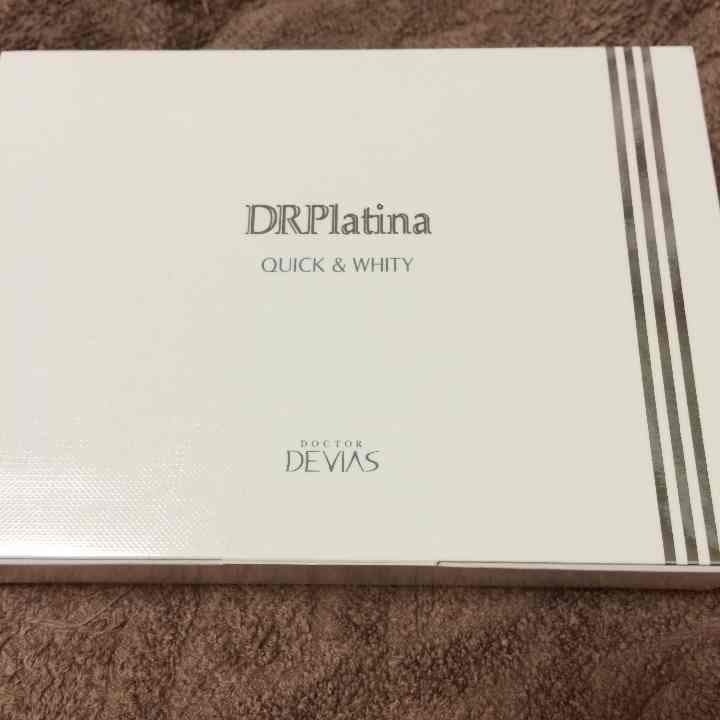 DRPlatina
QUICK & WHITY
DOCTOR
DEVIAS